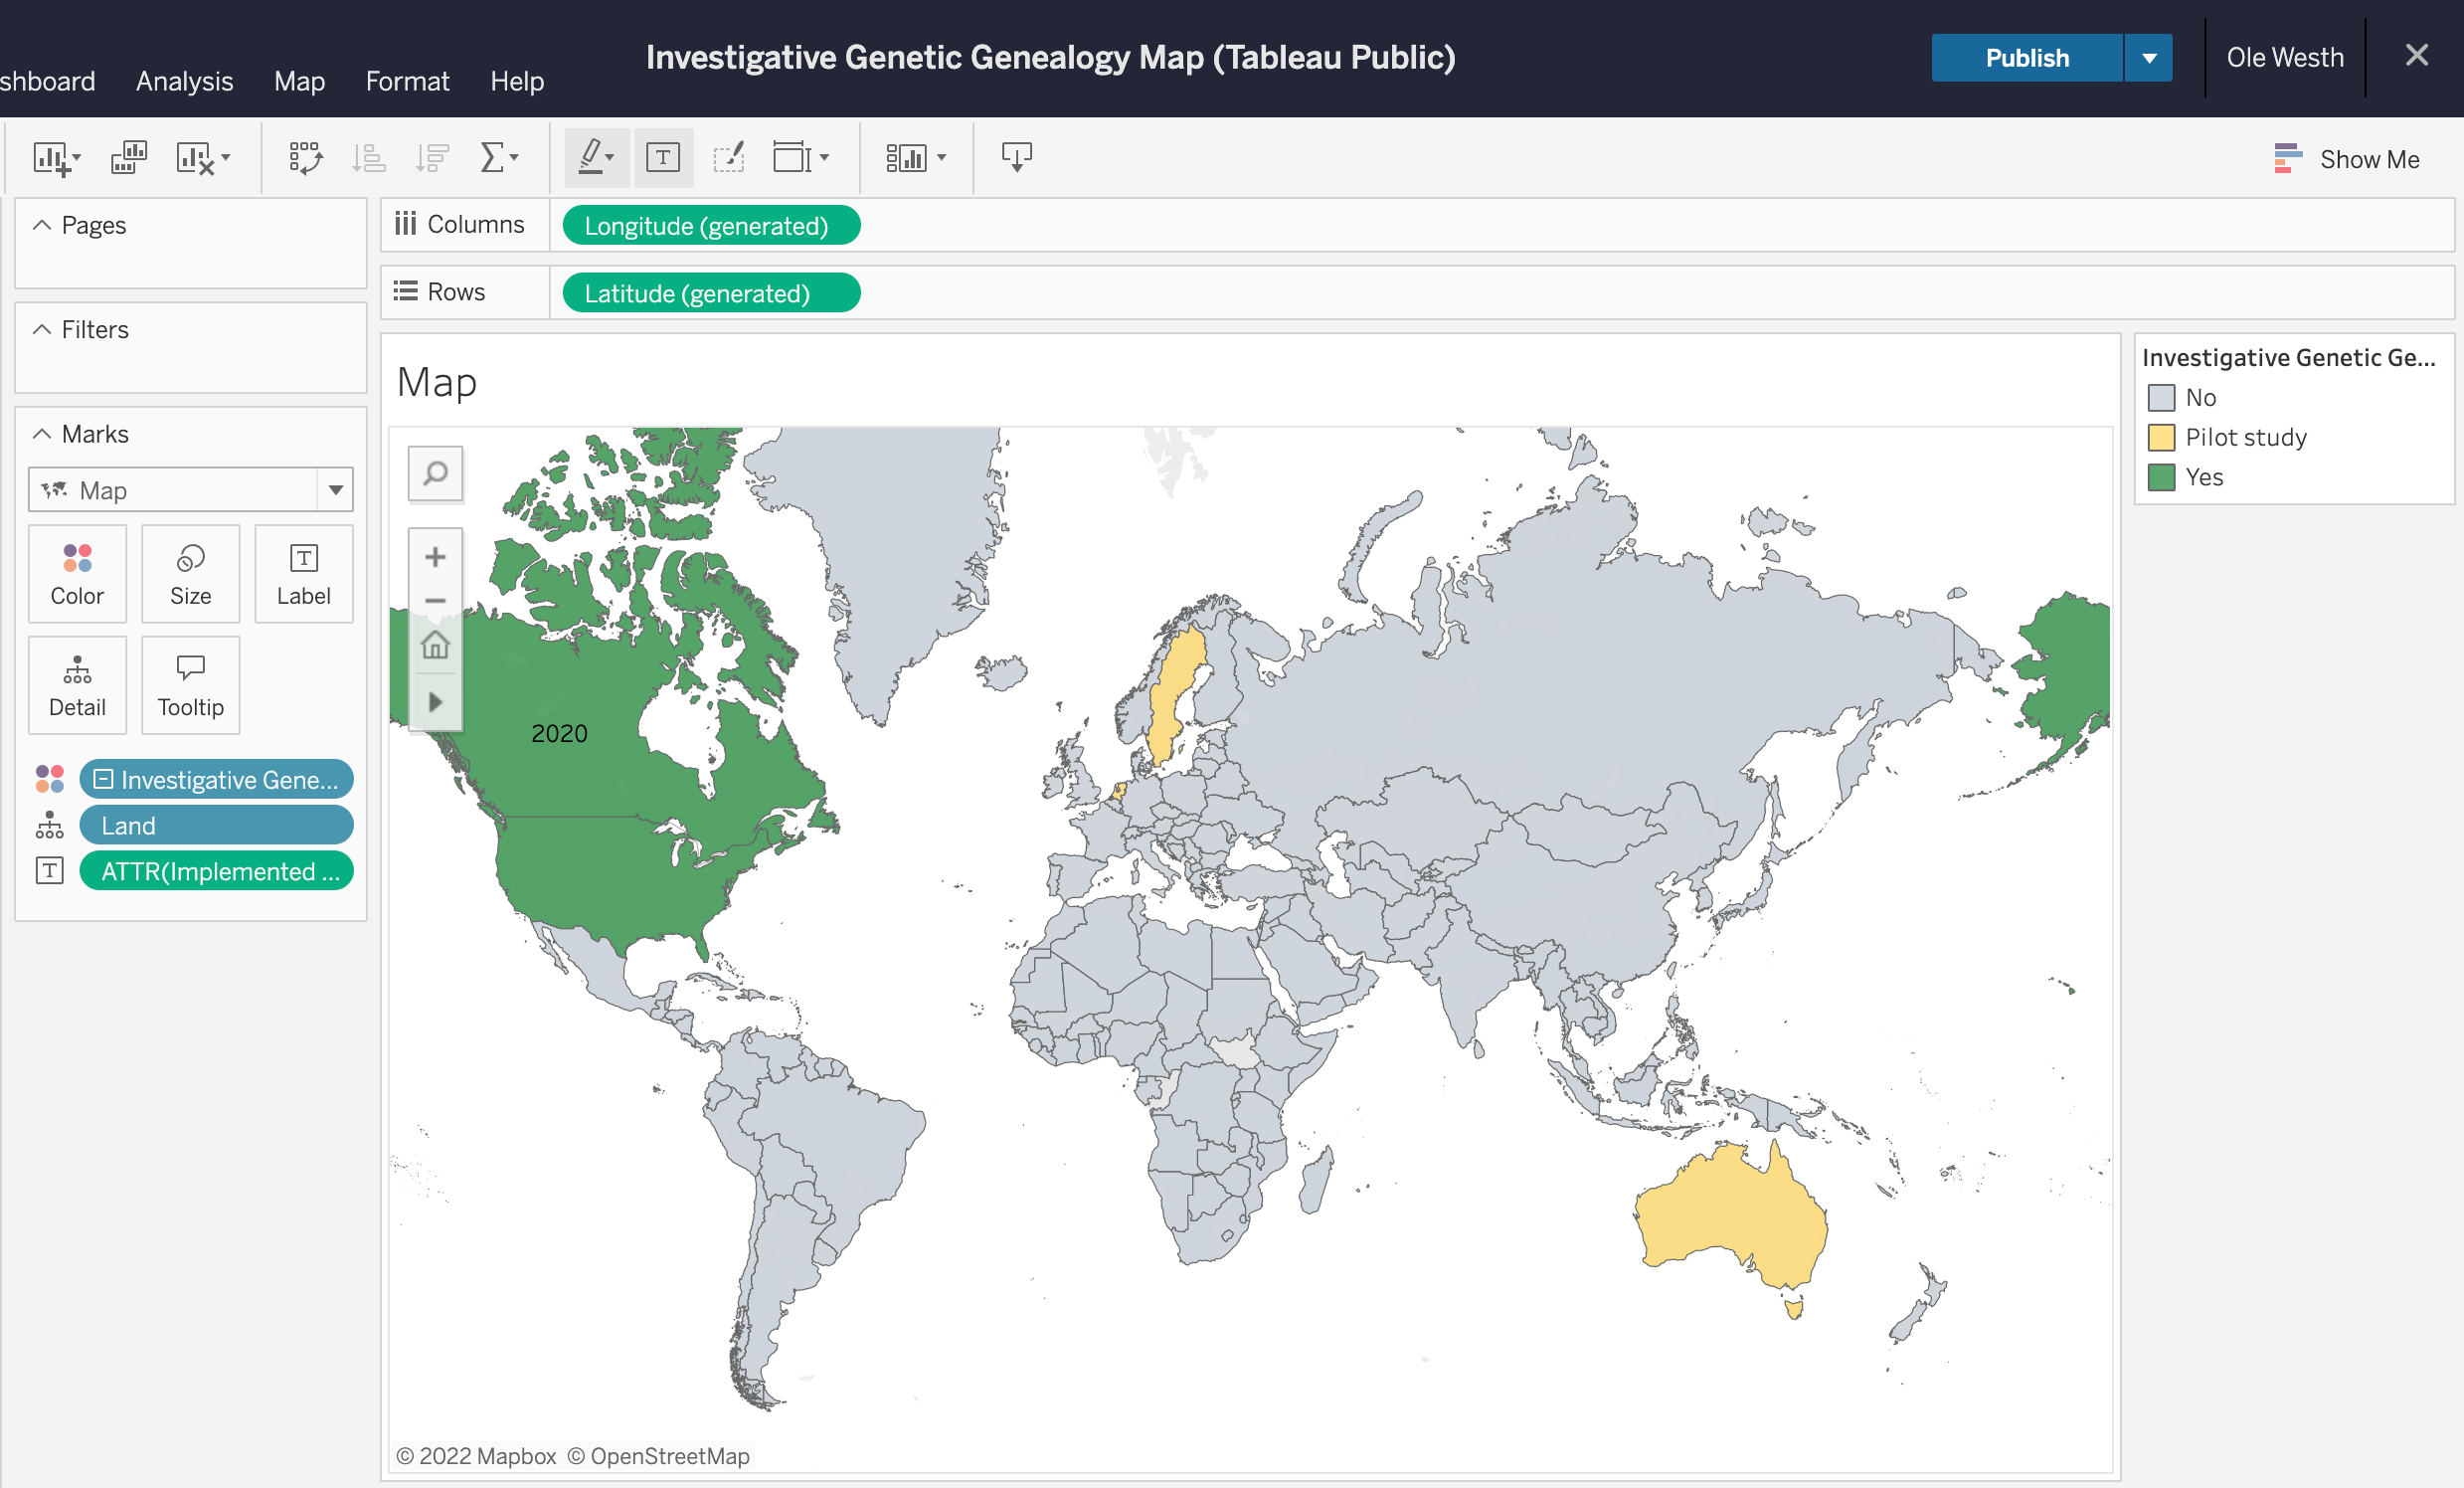 Investigative Genetic Genealogy Map (Tableau Public)
Publish
Ole Westh
shboard Analysis Map Format Help
Show Me
Pages
Columns Longitude (generated)
Rows Latitude (generated)
Filters
Marks
Map
Color Size Label
Detail Tooltip
Investigative Gene...
Land
T ATTR(Implemented ...
Map
2020
© 2022 Mapbox © OpenStreetMap
Investigative Genetic Ge...
No
Pilot study
Yes